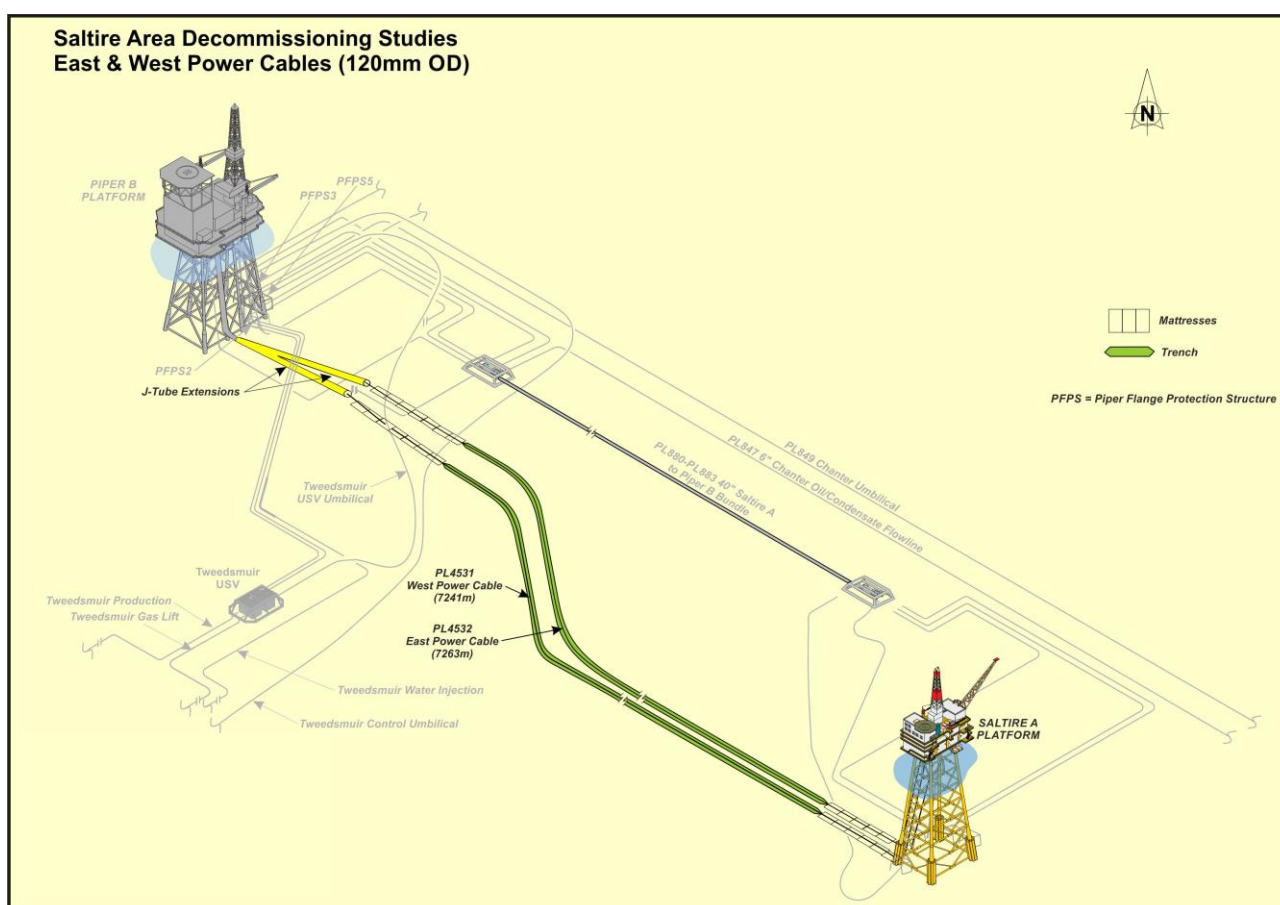 Saltire Area Decommissioning Studies
East & West Power Cables (120mm OD)
N
PIPER B
PLATFORM
PFPS5
PFPS3
PFPS2
J-Tube Extensions
Mattresses
Trench
PFPS = Piper Flange Protection Structure
PL849 Chanter Umbilical
PL847 6" Chanter Oil/Condensate Flowline
PL880-PL883 40" Saltire A
to Piper B Bundle
Tweedsmuir
USV Umbilical
PL4531
West Power Cable
(7241m)
PL4532
East Power Cable
(7263m)
Tweedsmuir
USV
Tweedsmuir Production
Tweedsmuir Gas Lift
Tweedsmuir Water Injection
Tweedsmuir Control Umbilical
SALTIRE A
PLATFORM